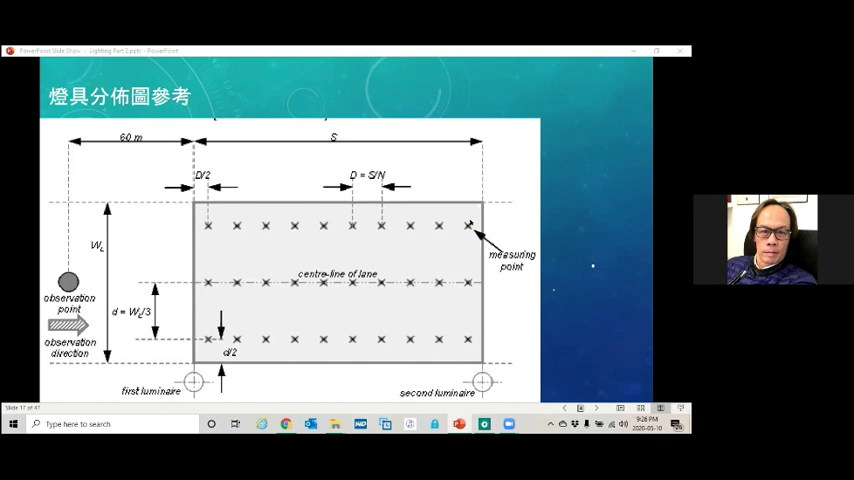 PowerPoint Slide Show - Lighting Part 2.pptx - PowerPoint
燈具分佈圖參考
60 m
S
D/2
D = S/N
W_L
measuring
point
centre-line of lane
observation
point
d = W_L/3
observation
direction
d/2
first luminaire
second luminaire
Slide 17 of 41
Type here to search
9:26 PM
2020-05-10